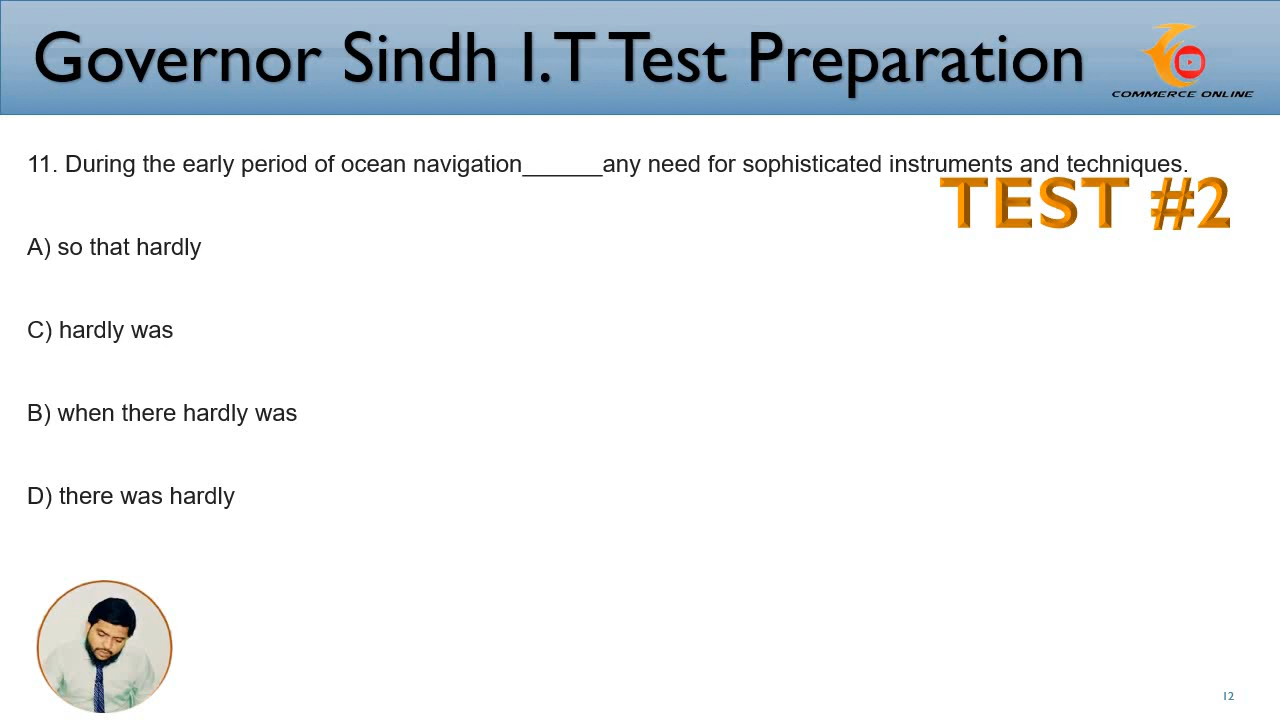 Governor Sindh I.T Test Preparation
COMMERCE ONLINE
11. During the early period of ocean navigation______any need for sophisticated instruments and techniques.
TEST #2
A) so that hardly
C) hardly was
B) when there hardly was
D) there was hardly
12